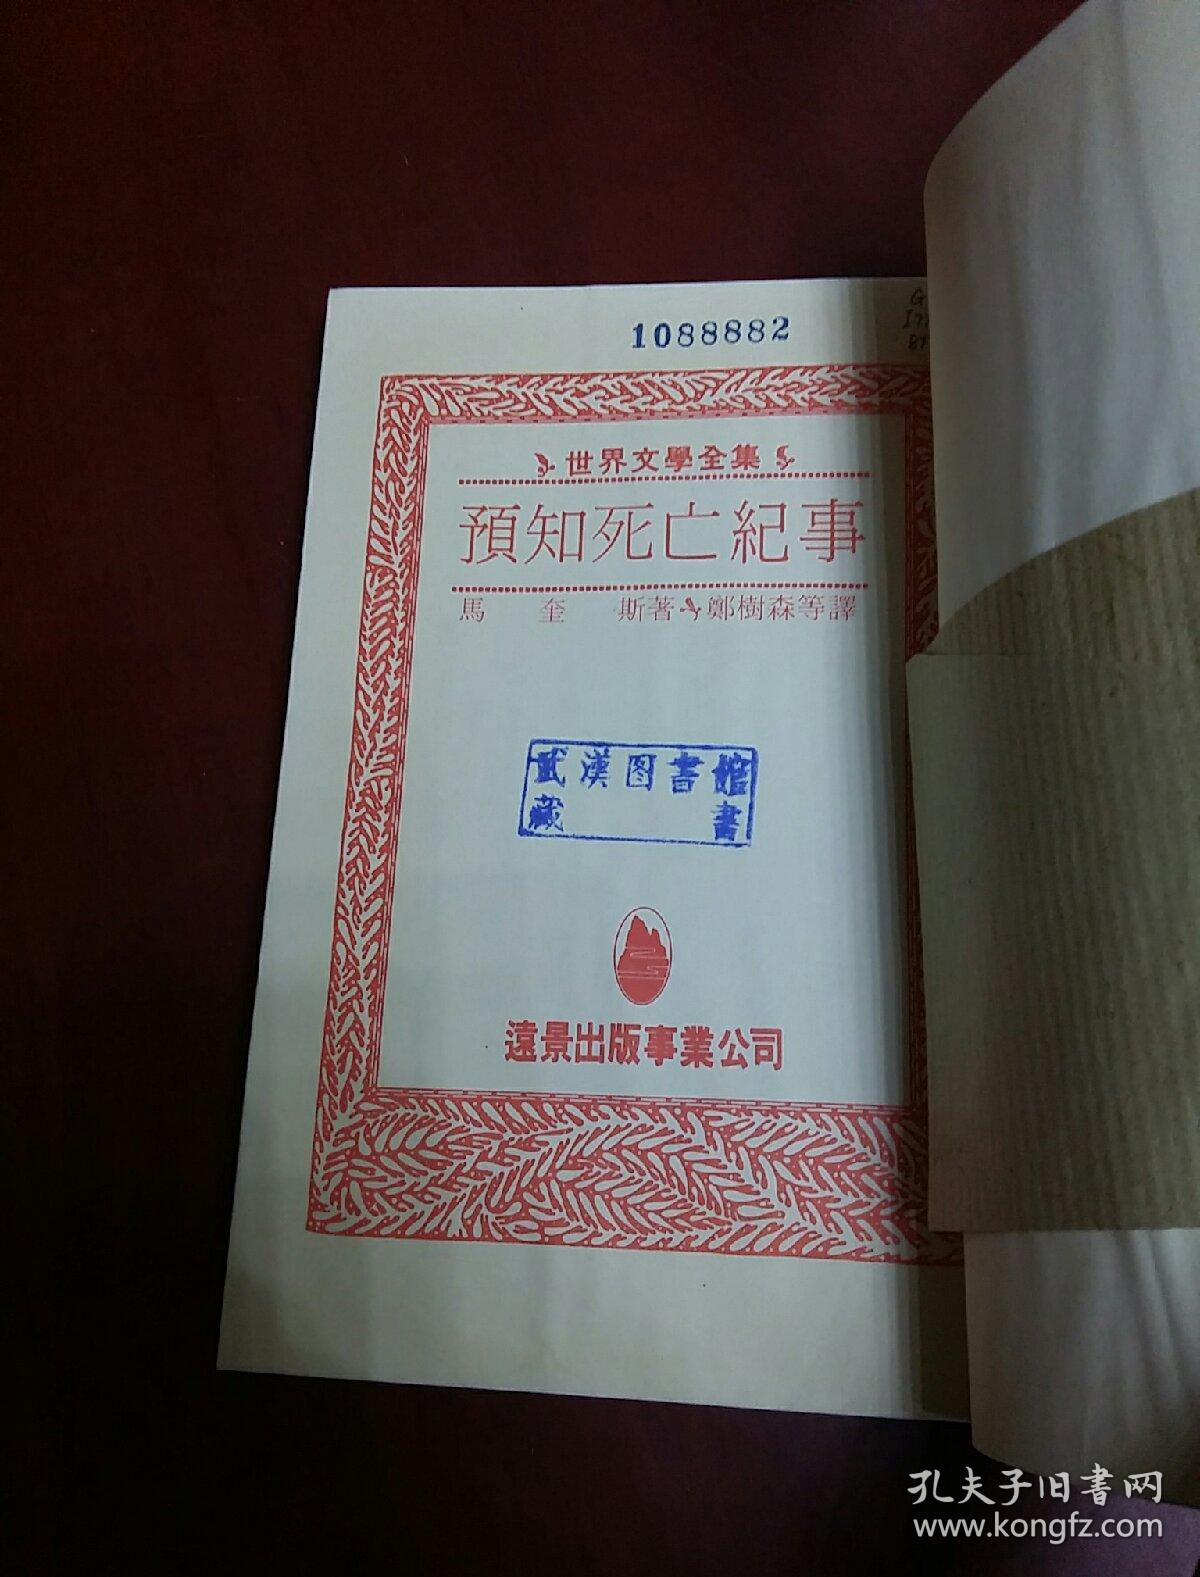 1088882
世界文學全集
預知死亡紀事
馬奎斯著 鄭樹森等譯
武漢图書館
藏書
遠景出版事業公司
孔夫子旧書网
www.kongfz.com